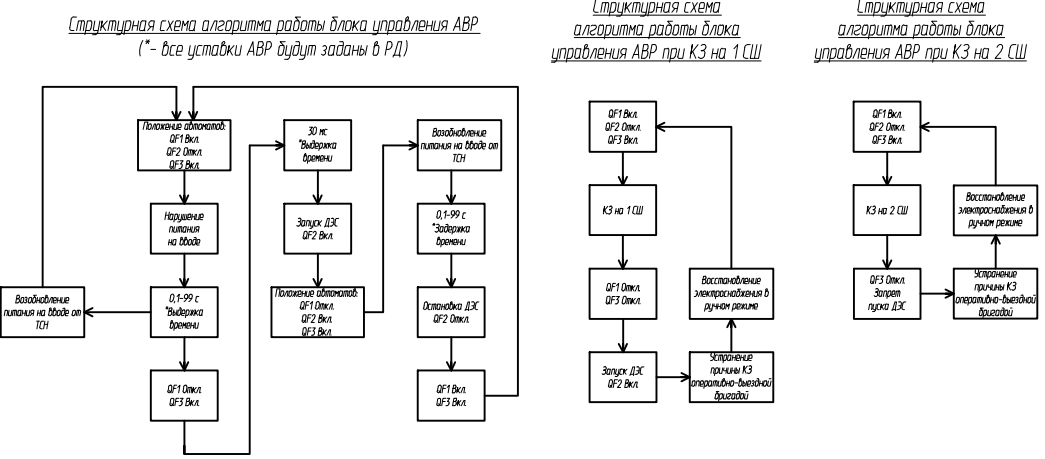 Структурная схема алгоритма работы блока управления АВР
(*- все уставки АВР будут заданы в РД)
Положение автоматов:
QF1 Вкл.
QF2 Откл.
QF3 Вкл.
Нарушение
питания
на вводе
0,1-99 с
*Выдержка
времени
Возобновление
питания на вводе от
ТСН
QF1 Откл.
QF3 Вкл.
30 мс
*Выдержка
времени
Запуск ДЭС
QF2 Вкл.
Положение автоматов:
QF1 Откл.
QF2 Вкл.
QF3 Вкл.
Возобновление
питания на вводе от
ТСН
0,1-99 с
*Задержка
времени
Остановка ДЭС
QF2 Откл.
QF1 Вкл.
QF3 Вкл.
Структурная схема
алгоритма работы блока
управления АВР при КЗ на 1 СШ
QF1 Вкл.
QF2 Откл.
QF3 Вкл.
КЗ на 1 СШ
QF1 Откл.
QF3 Откл.
Запуск ДЭС
QF2 Вкл.
Устранение
причины КЗ
оперативно-выездной
бригадой
Восстановление
электроснабжения в
ручном режиме
Структурная схема
алгоритма работы блока
управления АВР при КЗ на 2 СШ
QF1 Вкл.
QF2 Откл.
QF3 Вкл.
КЗ на 2 СШ
QF3 Откл.
Запрет
пуска ДЭС
Устранение
причины КЗ
оперативно-выездной
бригадой
Восстановление
электроснабжения в
ручном режиме